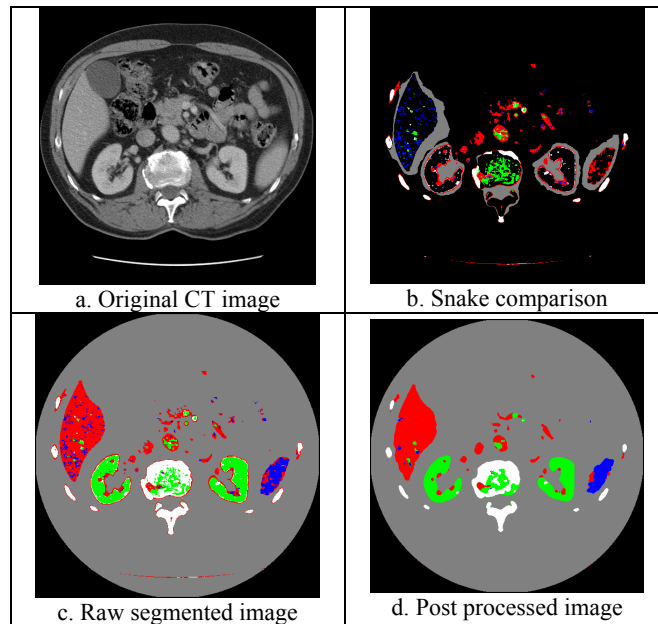 a. Original CT image
b. Snake comparison
c. Raw segmented image
d. Post processed image